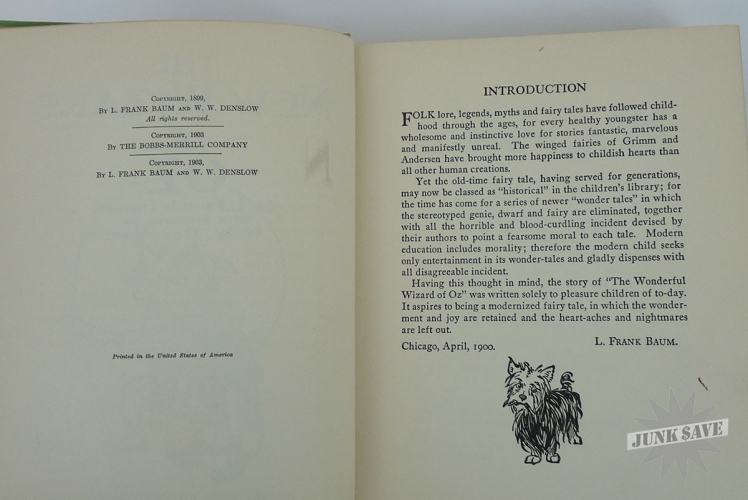 COPYRIGHT, 1899,
BY L. FRANK BAUM AND W. W. DENSLOW
All rights reserved.
COPYRIGHT, 1903
BY THE BOBBS-MERRILL COMPANY
COPYRIGHT, 1903,
BY L. FRANK BAUM AND W. W. DENSLOW
Printed in the United States of America
INTRODUCTION
FOLK lore, legends, myths and fairy tales have followed child-
hood through the ages, for every healthy youngster has a
wholesome and instinctive love for stories fantastic, marvelous
and manifestly unreal. The winged fairies of Grimm and
Andersen have brought more happiness to childish hearts than
all other human creations.
Yet the old-time fairy tale, having served for generations,
may now be classed as "historical" in the children's library; for
the time has come for a series of newer "wonder tales" in which
the stereotyped genie, dwarf and fairy are eliminated, together
with all the horrible and blood-curdling incident devised by
their authors to point a fearsome moral to each tale. Modern
education includes morality; therefore the modern child seeks
only entertainment in its wonder-tales and gladly dispenses with
all disagreeable incident.
Having this thought in mind, the story of "The Wonderful
Wizard of Oz" was written solely to pleasure children of to-day.
It aspires to being a modernized fairy tale, in which the wonder-
ment and joy are retained and the heart-aches and nightmares
are left out.
Chicago, April, 1900. L. FRANK BAUM.
JUNK $AVE